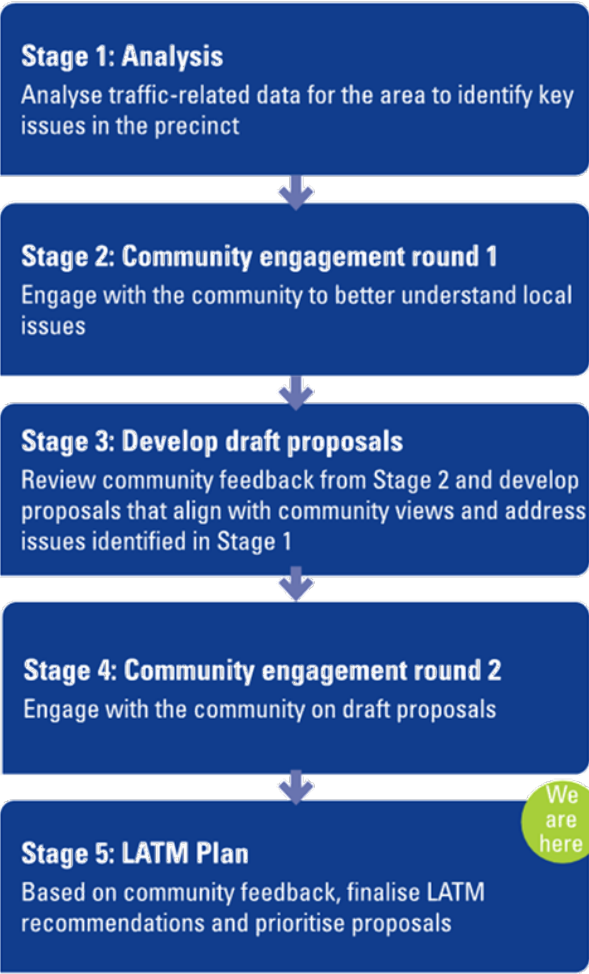 Stage 1: Analysis
Analyse traffic-related data for the area to identify key
issues in the precinct
Stage 2: Community engagement round 1
Engage with the community to better understand local
issues
Stage 3: Develop draft proposals
Review community feedback from Stage 2 and develop
proposals that align with community views and address
issues identified in Stage 1
Stage 4: Community engagement round 2
Engage with the community on draft proposals
We
are
here
Stage 5: LATM Plan
Based on community feedback, finalise LATM
recommendations and prioritise proposals